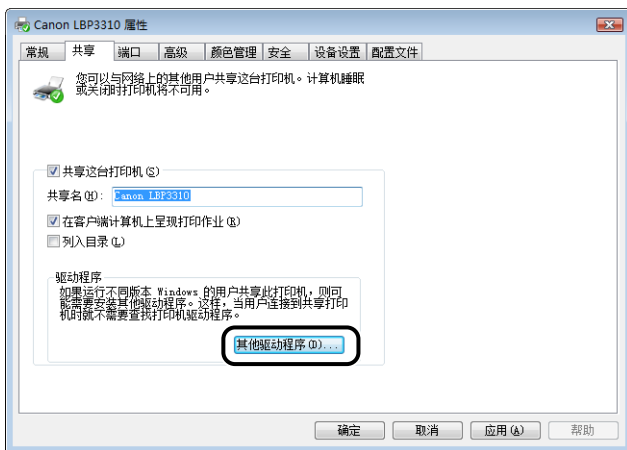 Canon LBP3310 属性
常规 共享 端口 高级 颜色管理 安全 设备设置 配置文件
您可以与网络上的其他用户共享这台打印机。计算机睡眠
或关闭时打印机将不可用。
共享这台打印机(S)
共享名(H): Canon LBP3310
在客户端计算机上呈现打印作业(R)
列入目录(L)
驱动程序
如果运行不同版本 Windows 的用户共享此打印机，则可
能需要安装其他驱动程序。这样，当用户连接到共享打印
机时就不需要查找打印机驱动程序。
其他驱动程序(D)...
确定 取消 应用(A) 帮助